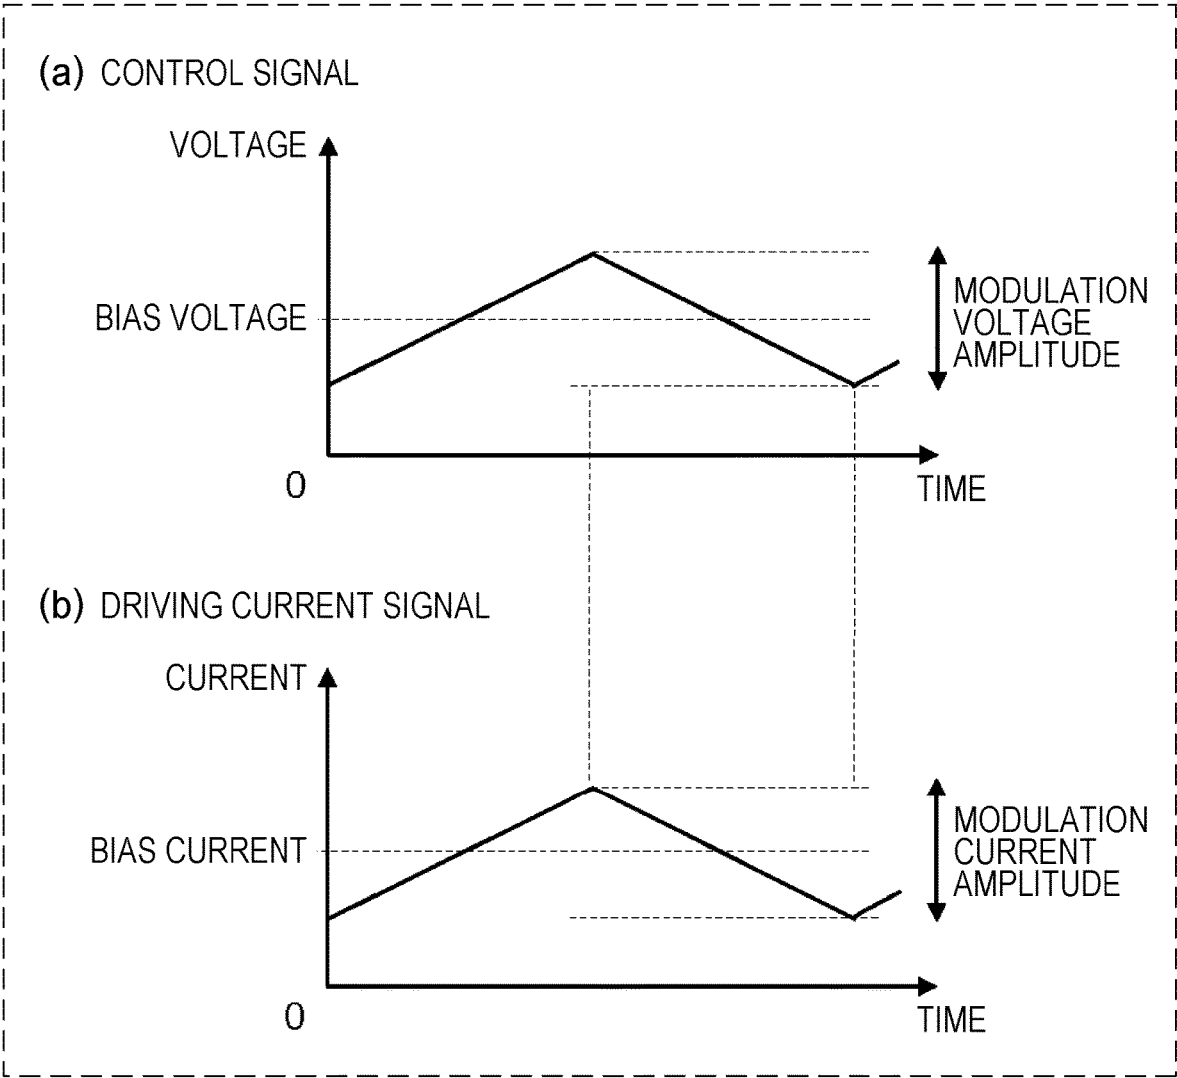 (a) CONTROL SIGNAL
VOLTAGE
BIAS VOLTAGE
MODULATION
VOLTAGE
AMPLITUDE
0
TIME
(b) DRIVING CURRENT SIGNAL
CURRENT
BIAS CURRENT
MODULATION
CURRENT
AMPLITUDE
0
TIME